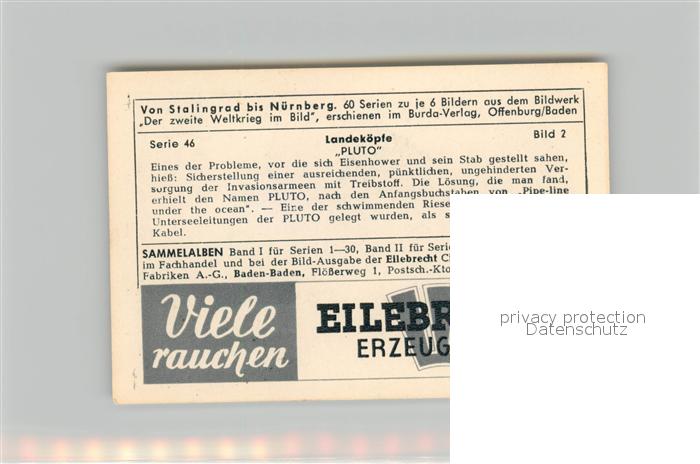 Von Stalingrad bis Nürnberg. 60 Serien zu je 6 Bildern aus dem Bildwerk
„Der zweite Weltkrieg im Bild", erschienen im Burda-Verlag, Offenburg/Baden
Serie 46 Landeköpfe Bild 2
„PLUTO"
Eines der Probleme, vor die sich Eisenhower und sein Stab gestellt sahen,
hieß: Sicherstellung einer ausreichenden, pünktlichen, ungehinderten Ver-
sorgung der Invasionsarmeen mit Treibstoff. Die Lösung, die man fand,
erhielt den Namen PLUTO, nach den Anfangsbuchstaben von „Pipe-line
under the ocean". — Eine der schwimmenden Riese
Unterseeleitungen der PLUTO gelegt wurden, als s
Kabel.
SAMMELALBEN Band I für Serien 1—30, Band II für Serie
im Fachhandel und bei der Bild-Ausgabe der Eilebrecht C
Fabriken A.-G., Baden-Baden, Flößerweg 1, Postsch.-Kto
Viele
rauchen
EILEBR
ERZEUG
privacy protection
Datenschutz